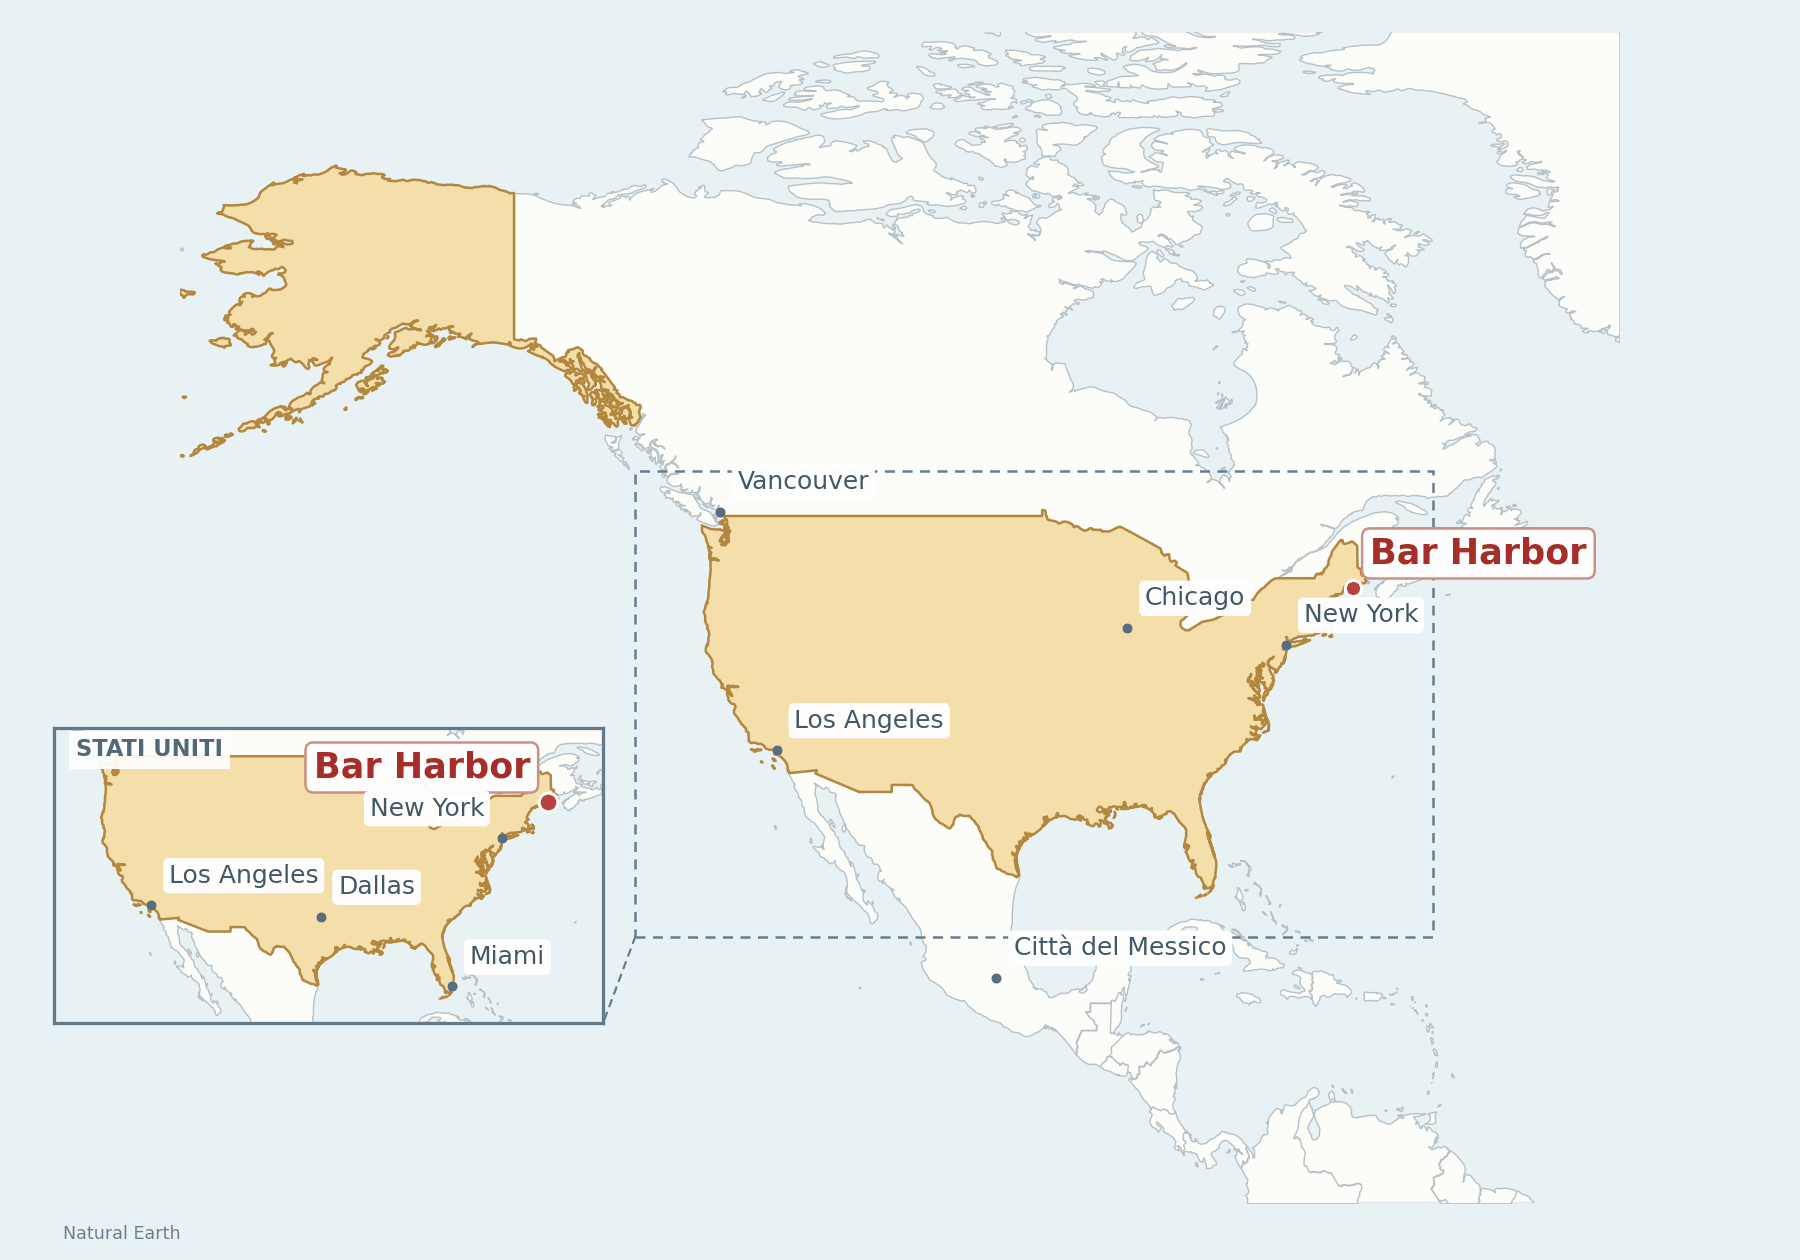 Vancouver
Bar Harbor
Chicago
New York
Los Angeles
STATI UNITI
Bar Harbor
New York
Los Angeles
Dallas
Miami
Città del Messico
Natural Earth